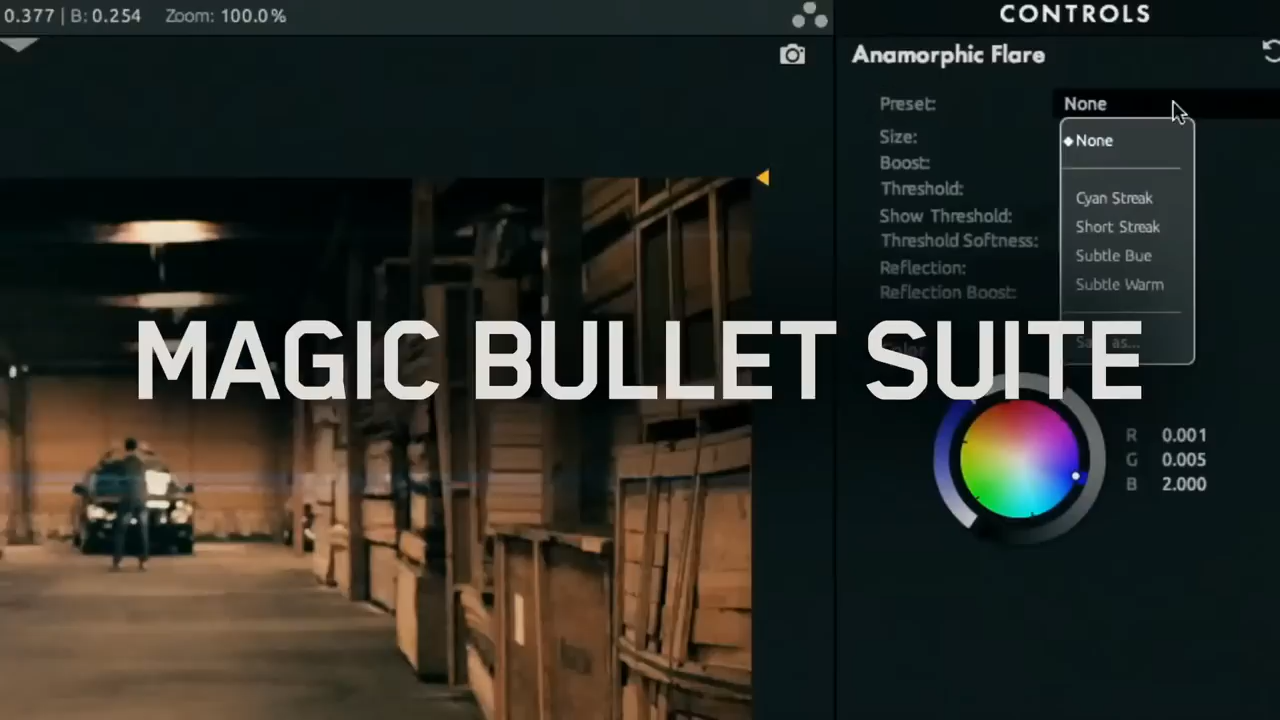 0.377 | B: 0.254 Zoom: 100.0%
CONTROLS
Anamorphic Flare
Preset: None
None
Size:
Boost:
Threshold:
Show Threshold:
Threshold Softness:
Reflection:
Reflection Boost:
Cyan Streak
Short Streak
Subtle Bue
Subtle Warm
MAGIC BULLET SUITE
R 0.001
G 0.005
B 2.000